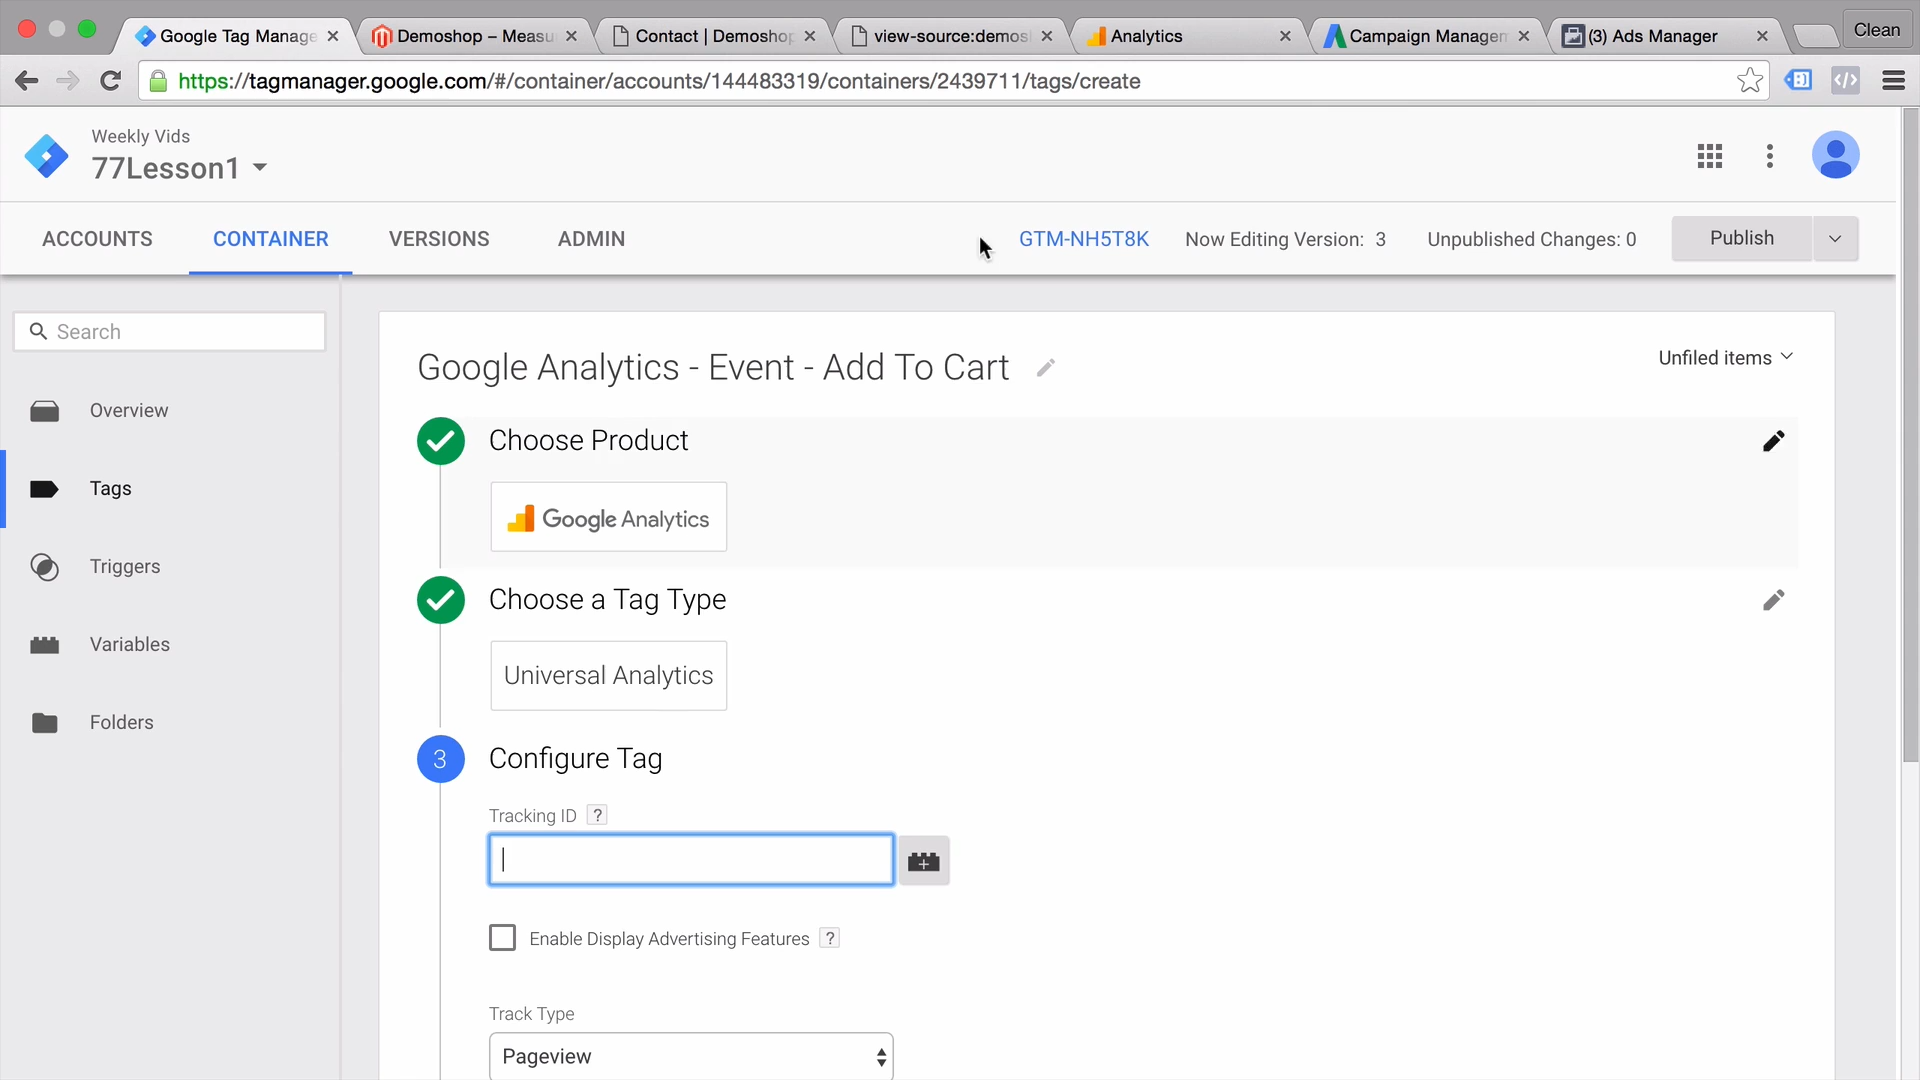 Google Tag Manage
Demoshop – Measu
Contact | Demoshop
view-source:demos
Analytics
Campaign Managem
(3) Ads Manager
Clean
https://tagmanager.google.com/#/container/accounts/144483319/containers/2439711/tags/create
Weekly Vids
77Lesson1
ACCOUNTS
CONTAINER
VERSIONS
ADMIN
GTM-NH5T8K
Now Editing Version: 3
Unpublished Changes: 0
Publish
Search
Overview
Tags
Triggers
Variables
Folders
Google Analytics - Event - Add To Cart
Unfiled items
Choose Product
Google Analytics
Choose a Tag Type
Universal Analytics
3
Configure Tag
Tracking ID ?
Enable Display Advertising Features ?
Track Type
Pageview